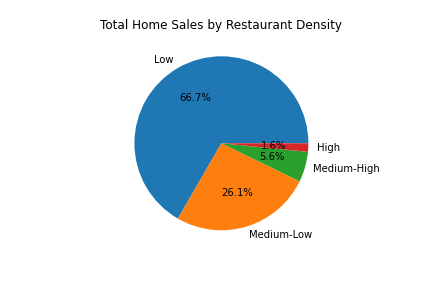 Total Home Sales by Restaurant Density
Low
66.7%
1.6%
High
5.6%
Medium-High
26.1%
Medium-Low